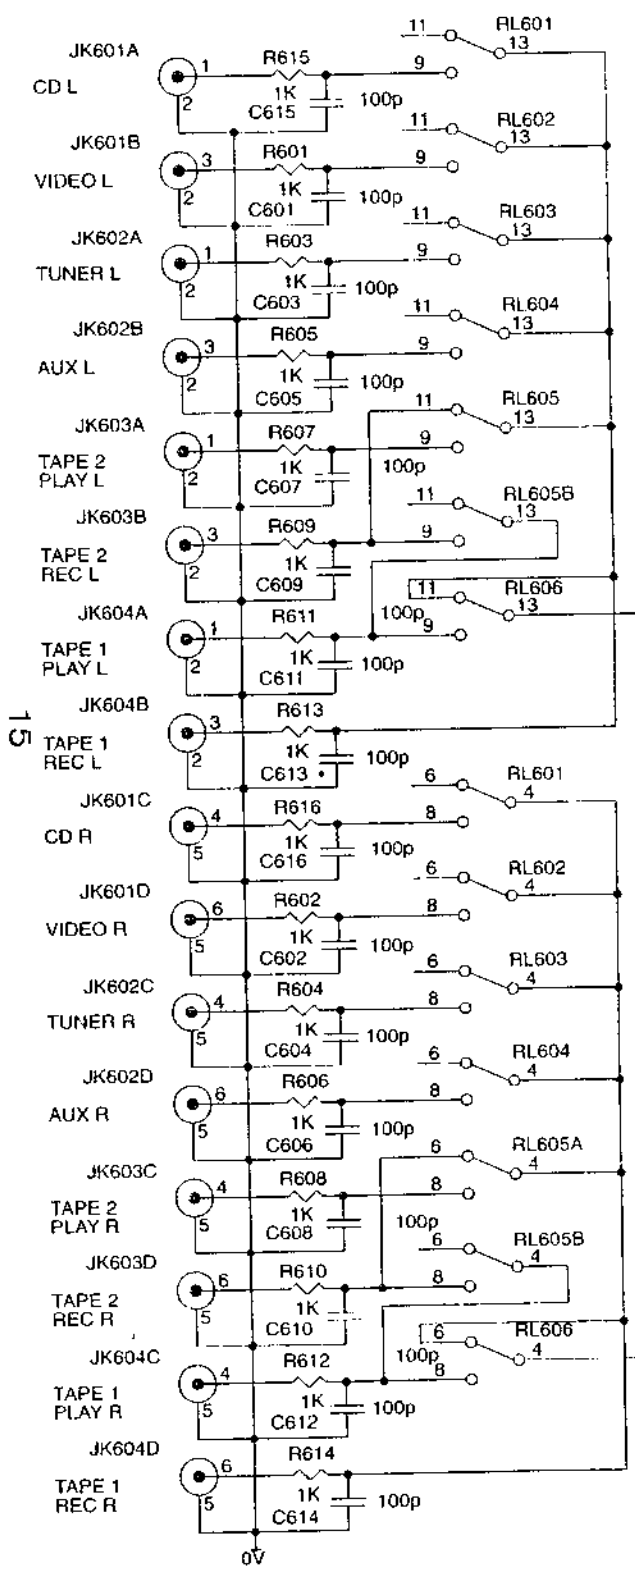 11 RL601
JK601A
1 R615 9 13
CD L
1K
2 C615 100p
11 RL602
JK601B 13
3 R601 9
VIDEO L
1K
2 C601 100p
11 RL603
JK602A 13
1 R603 9
TUNER L
1K
2 C603 100p
11 RL604
JK602B 13
3 R605 9
AUX L
1K
2 C605 100p
11 RL605
JK603A 13
1 R607 9
TAPE 2
PLAY L
1K 100p
2 C607
11 RL605B
JK603B 13
3 R609 9
TAPE 2
REC L
1K
2 C609 100p
11 RL606
JK604A 13
1 R611 9
TAPE 1
PLAY L
1K 100p
2 C611
JK604B
3 R613
TAPE 1
REC L
1K 100p
2 C613
15
6 RL601
JK601C 4
4 R616 8
CD R
1K 100p
5 C616
6 RL602
JK601D 4
6 R602 8
VIDEO R
1K 100p
5 C602
6 RL603
JK602C 4
4 R604 8
TUNER R
1K 100p
5 C604
6 RL604
JK602D 4
6 R606 8
AUX R
1K 100p
5 C606
6 RL605A
JK603C 4
4 R608 8
TAPE 2
PLAY R
1K 100p
5 C608
6 RL605B
JK603D 4
6 R610 8
TAPE 2
REC R
1K
5 C610 100p
6 RL606
JK604C 4
4 R612 8
TAPE 1
PLAY R
1K 100p
5 C612
JK604D
6 R614
TAPE 1
REC R
1K 100p
5 C614
0V